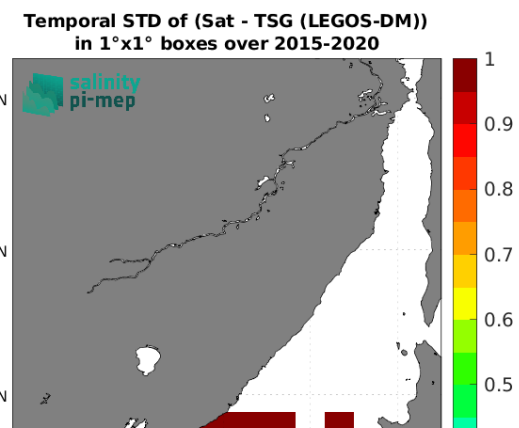 Temporal STD of (Sat - TSG (LEGOS-DM))
in 1°x1° boxes over 2015-2020
salinity
pi-mep
N
N
N
1
0.9
0.8
0.7
0.6
0.5